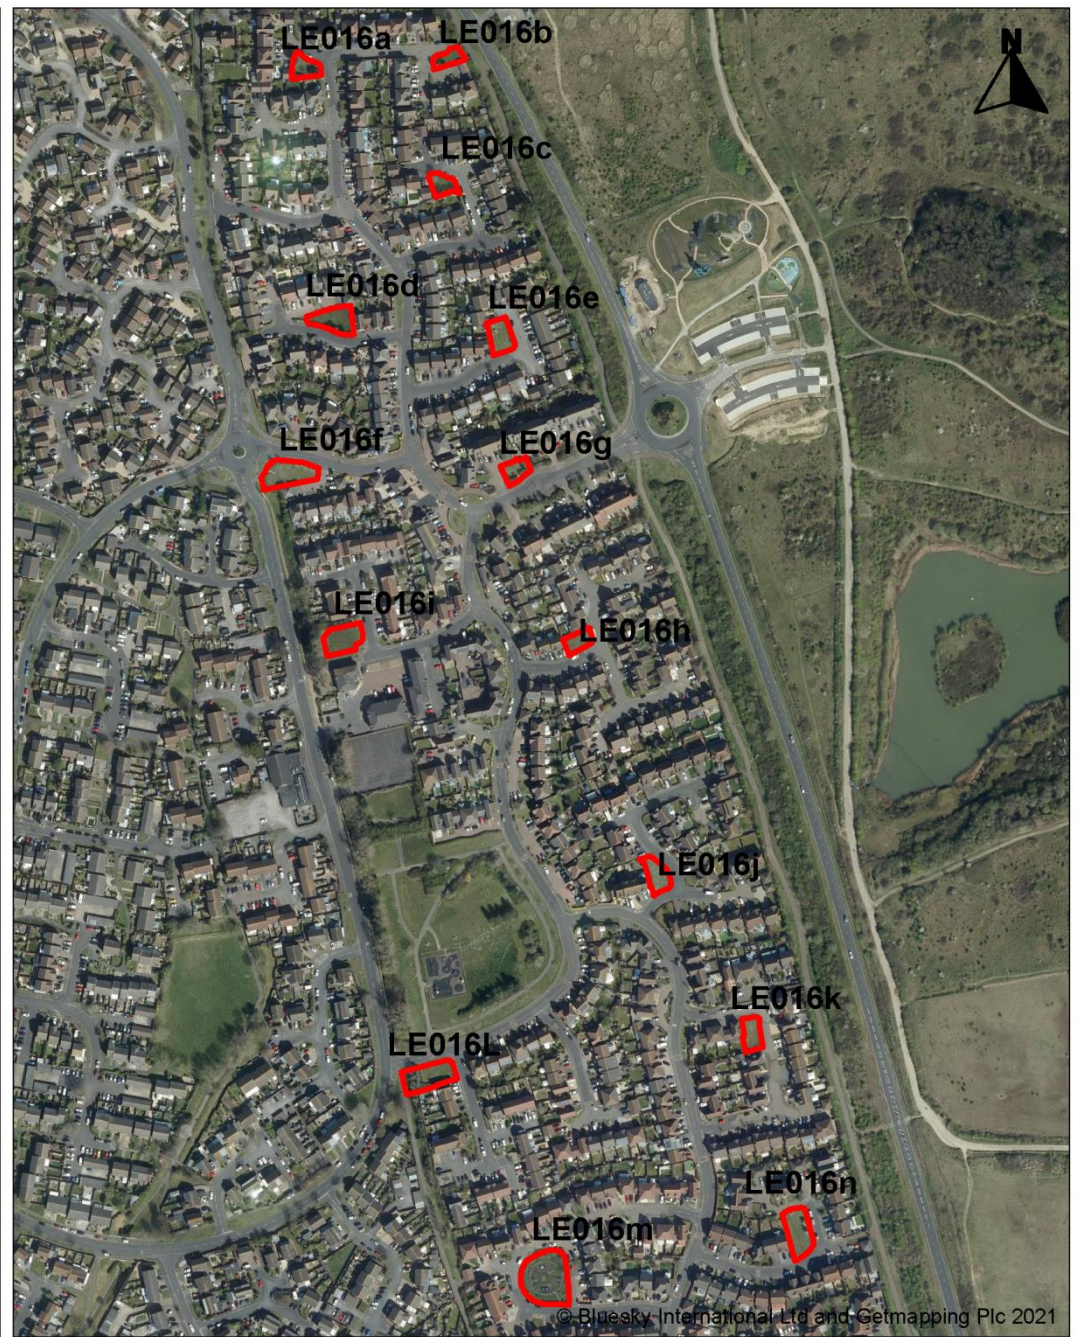 LE016a
LE016b
N
LE016c
LE016d
LE016e
LE016f
LE016g
LE016i
LE016h
LE016j
LE016k
LE016L
LE016n
LE016m
© Bluesky International Ltd and Getmapping Plc 2021